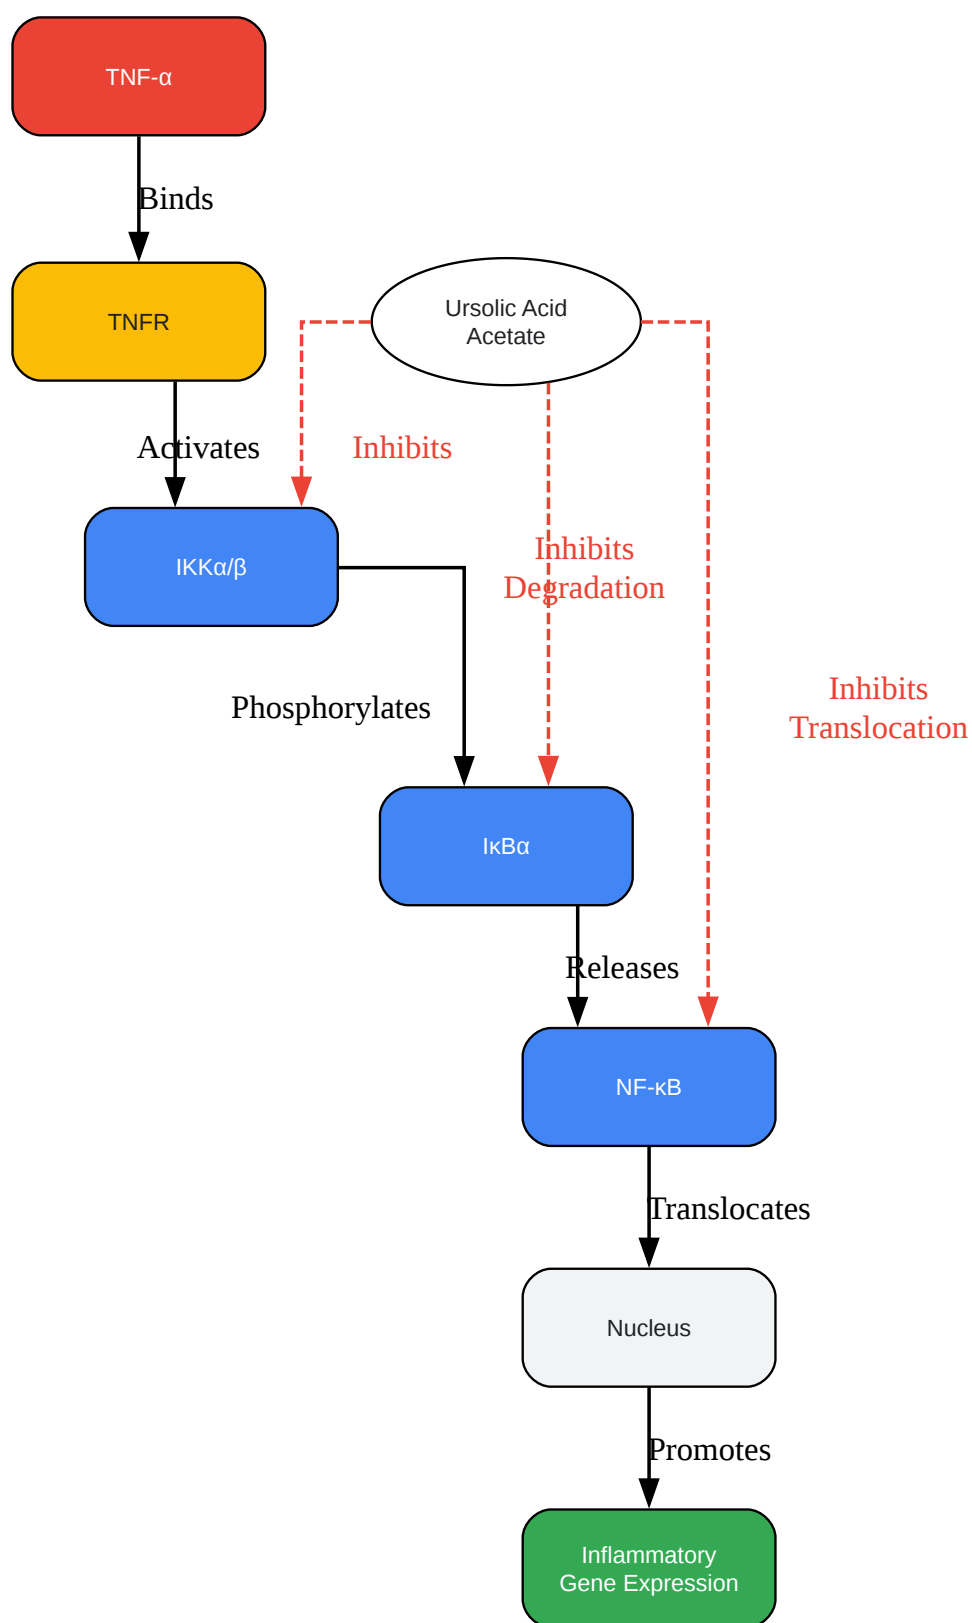 TNF-α
Binds
TNFR
Ursolic Acid
Acetate
Activates
Inhibits
IKKα/β
Inhibits
Degradation
Phosphorylates
Inhibits
Translocation
IκBα
Releases
NF-κB
Translocates
Nucleus
Promotes
Inflammatory
Gene Expression